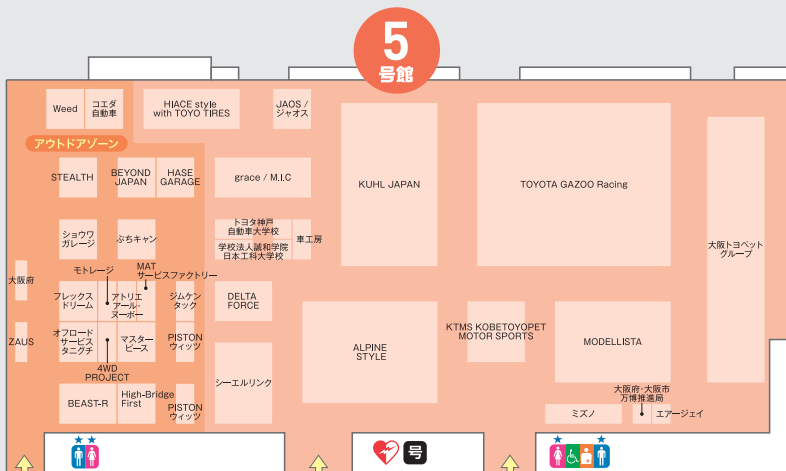 5
号館
Weed
コエダ
自動車
HIACE style
with TOYO TIRES
JAOS /
ジャオス
アウトドアゾーン
STEALTH
BEYOND
JAPAN
HASE
GARAGE
grace / M.I.C
KUHL JAPAN
TOYOTA GAZOO Racing
ショウワ
ガレージ
ぷちキャン
トヨタ神戸
自動車大学校
学校法人誠和学院
日本工科大学校
車工房
大阪トヨペット
グループ
大阪府
モトレージ
MAT
サービスファクトリー
フレックス
ドリーム
アトリエ
アール・
ヌーボー
ジムケン
タック
DELTA
FORCE
ZAUS
オフロード
サービス
タニグチ
マスター
ピース
PISTON
ウィッツ
4WD
PROJECT
ALPINE
STYLE
KTMS KOBETOYOPET
MOTOR SPORTS
MODELLISTA
シーエルリンク
BEAST-R
High-Bridge
First
PISTON
ウィッツ
大阪府・大阪市
万博推進局
ミズノ
エアージェイ
号